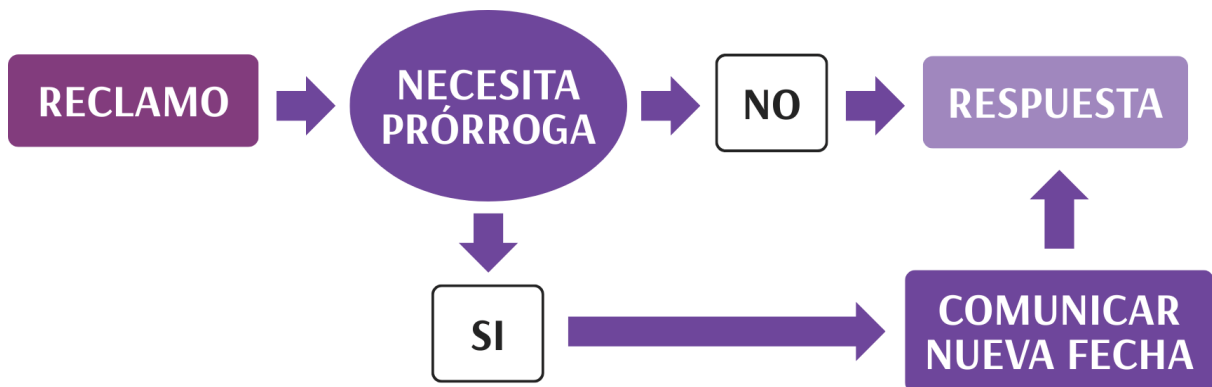 RECLAMO
NECESITA
PRÓRROGA
NO
RESPUESTA
SI
COMUNICAR
NUEVA FECHA